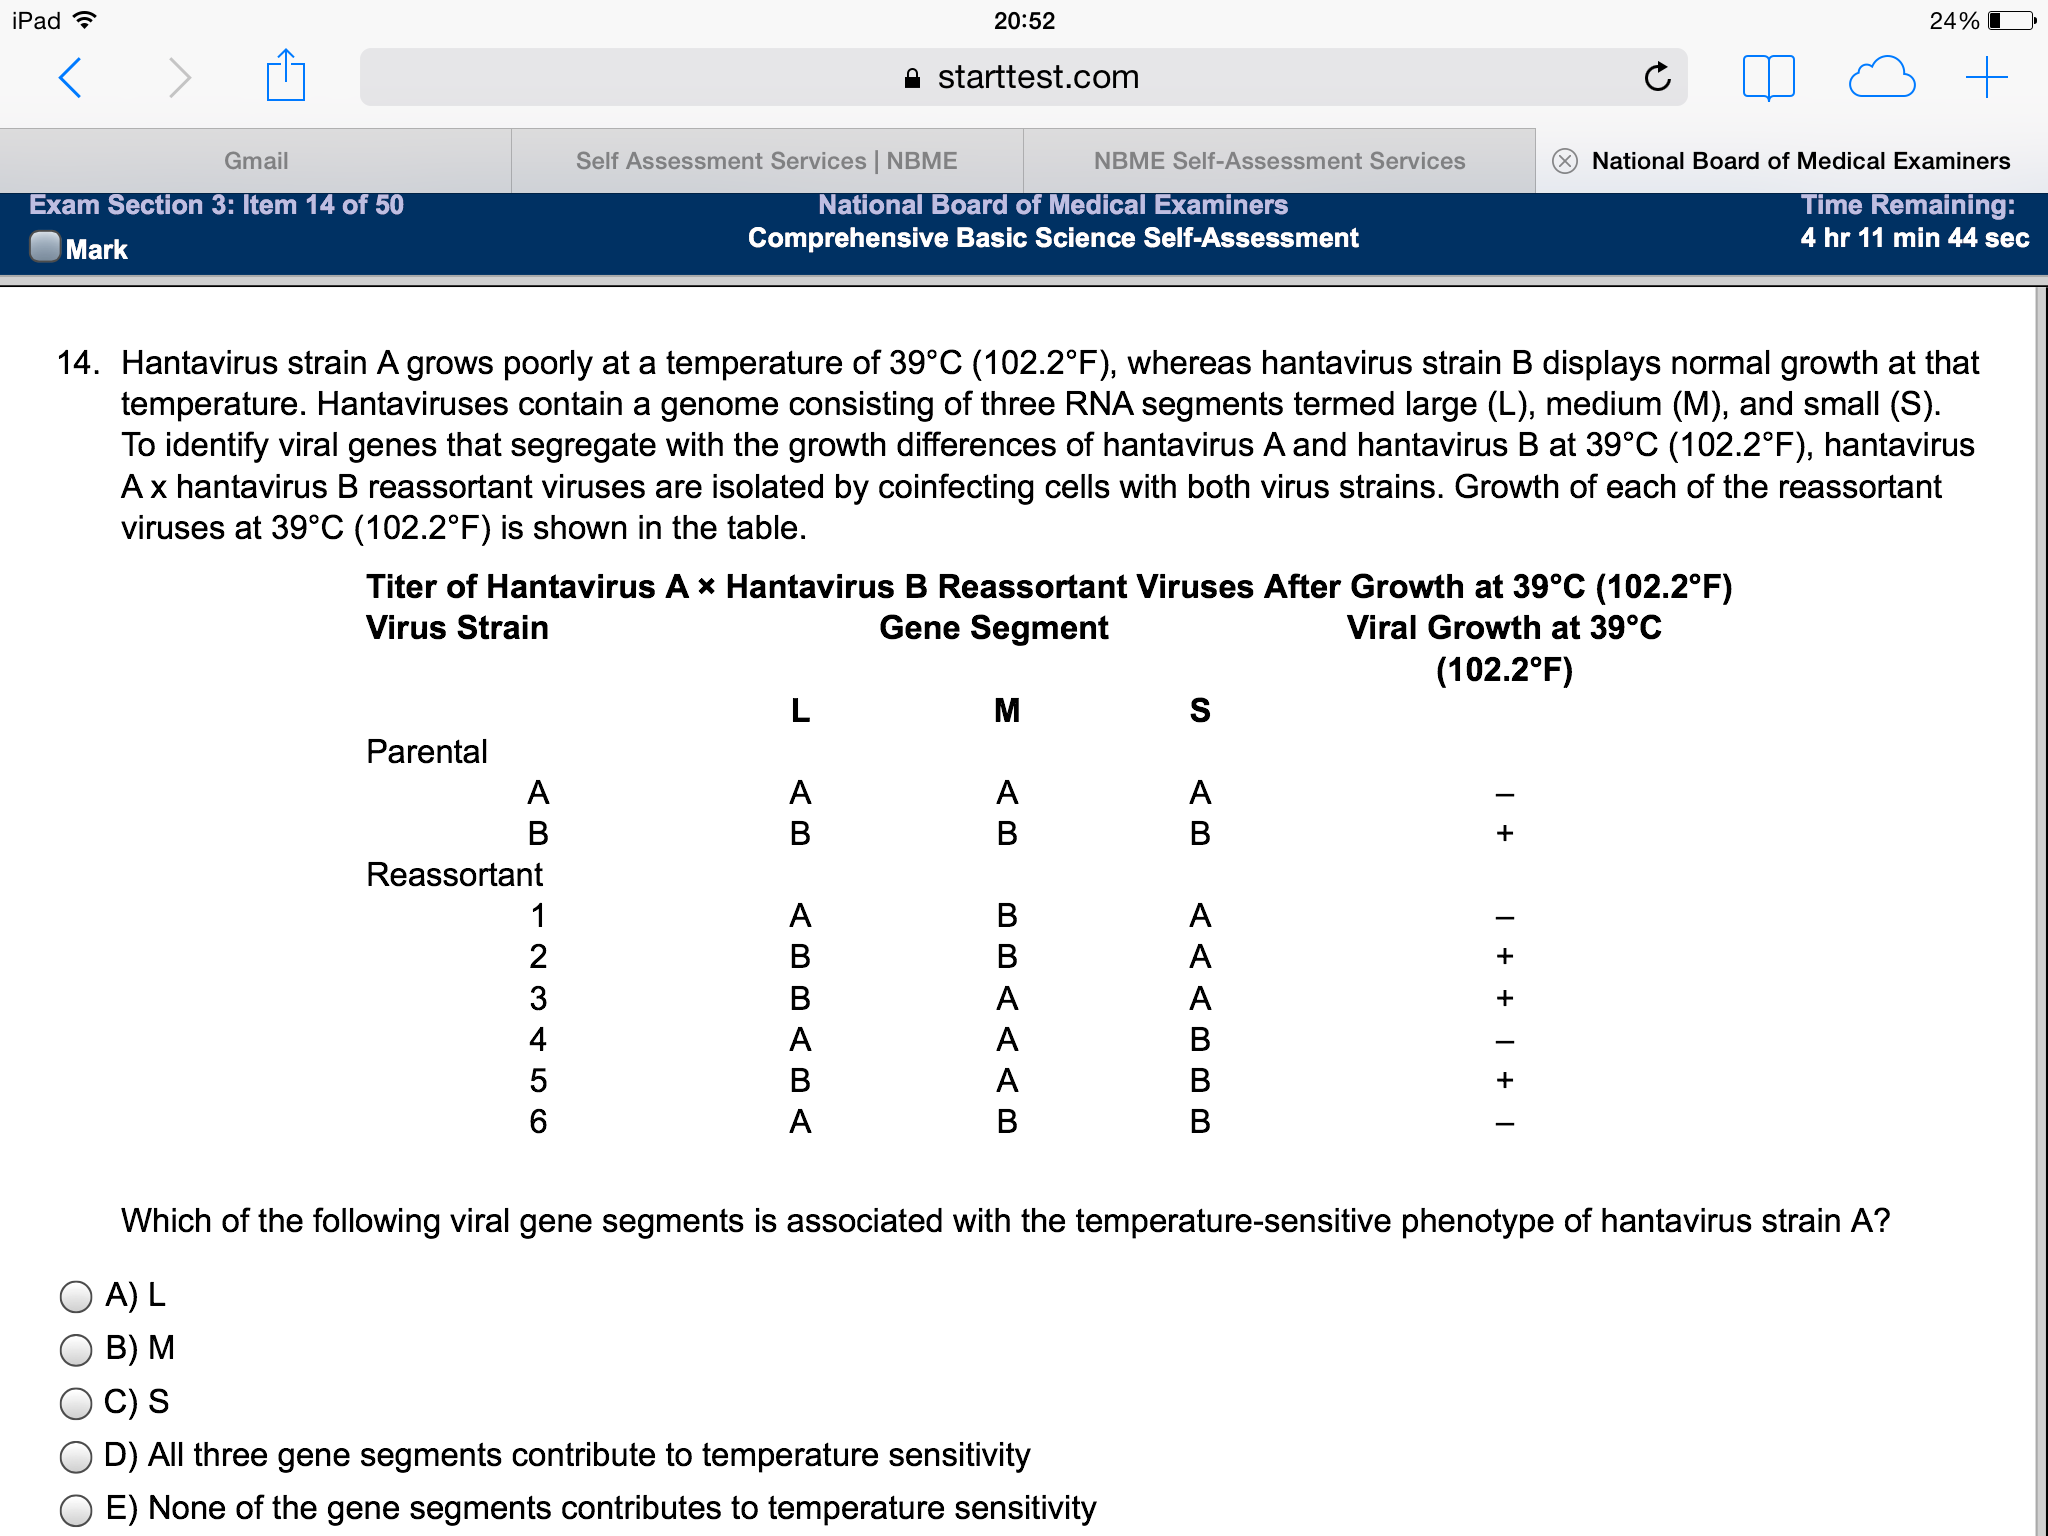 iPad 20:52 24%
starttest.com
Gmail Self Assessment Services | NBME NBME Self-Assessment Services National Board of Medical Examiners
Exam Section 3: Item 14 of 50 National Board of Medical Examiners Time Remaining:
Mark Comprehensive Basic Science Self-Assessment 4 hr 11 min 44 sec
14. Hantavirus strain A grows poorly at a temperature of 39°C (102.2°F), whereas hantavirus strain B displays normal growth at that
temperature. Hantaviruses contain a genome consisting of three RNA segments termed large (L), medium (M), and small (S).
To identify viral genes that segregate with the growth differences of hantavirus A and hantavirus B at 39°C (102.2°F), hantavirus
A x hantavirus B reassortant viruses are isolated by coinfecting cells with both virus strains. Growth of each of the reassortant
viruses at 39°C (102.2°F) is shown in the table.
Titer of Hantavirus A × Hantavirus B Reassortant Viruses After Growth at 39°C (102.2°F)
Virus Strain Gene Segment Viral Growth at 39°C
(102.2°F)
L M S
Parental
A A A A –
B B B B +
Reassortant
1 A B A –
2 B B A +
3 B A A +
4 A A B –
5 B A B +
6 A B B –
Which of the following viral gene segments is associated with the temperature-sensitive phenotype of hantavirus strain A?
A) L
B) M
C) S
D) All three gene segments contribute to temperature sensitivity
E) None of the gene segments contributes to temperature sensitivity